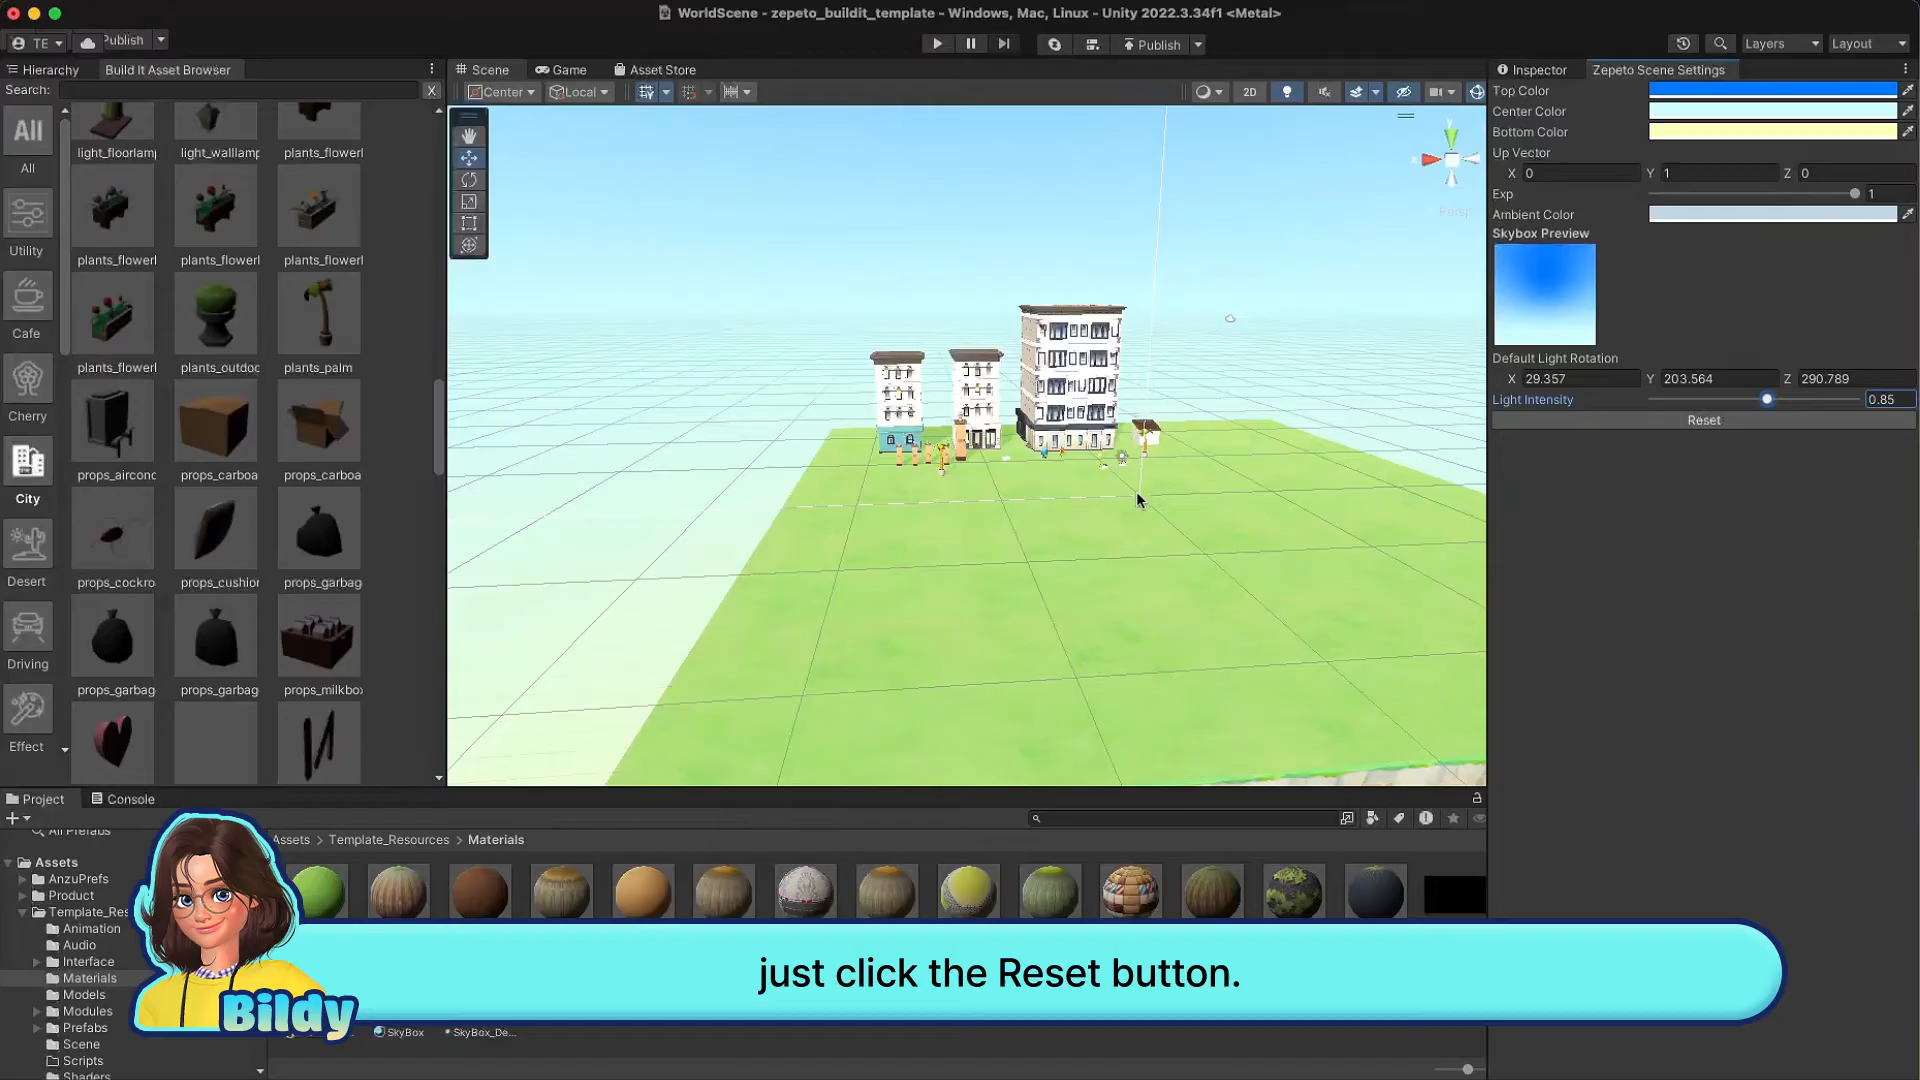 WorldScene - zepeto_buildit_template - Windows, Mac, Linux - Unity 2022.3.34f1 <Metal>
TE
Publish
Publish
Layers
Layout
Hierarchy
Build It Asset Browser
Scene
Game
Asset Store
Inspector
Zepeto Scene Settings
Search:
X
Center
Local
2D
All
All
Utility
Cafe
Cherry
City
Desert
Driving
Effect
light_floorlamp
light_walllamp
plants_flowerl
plants_flowerl
plants_flowerl
plants_flowerl
plants_flowerl
plants_outdoo
plants_palm
props_aircond
props_carboa
props_carboa
props_cockro
props_cushion
props_garbag
props_garbag
props_garbag
props_milkbox
Persp
Top Color
Center Color
Bottom Color
Up Vector
X 0 Y 1 Z 0
Exp 1
Ambient Color
Skybox Preview
Default Light Rotation
X 29.357 Y 203.564 Z 290.789
Light Intensity 0.85
Reset
Project
Console
All Prefabs
Assets > Template_Resources > Materials
Assets
AnzuPrefs
Product
Template_Res
Animation
Audio
Interface
Materials
Models
Modules
Prefabs
Scene
Scripts
Shaders
SkyBox
SkyBox_De...
Bildy
just click the Reset button.